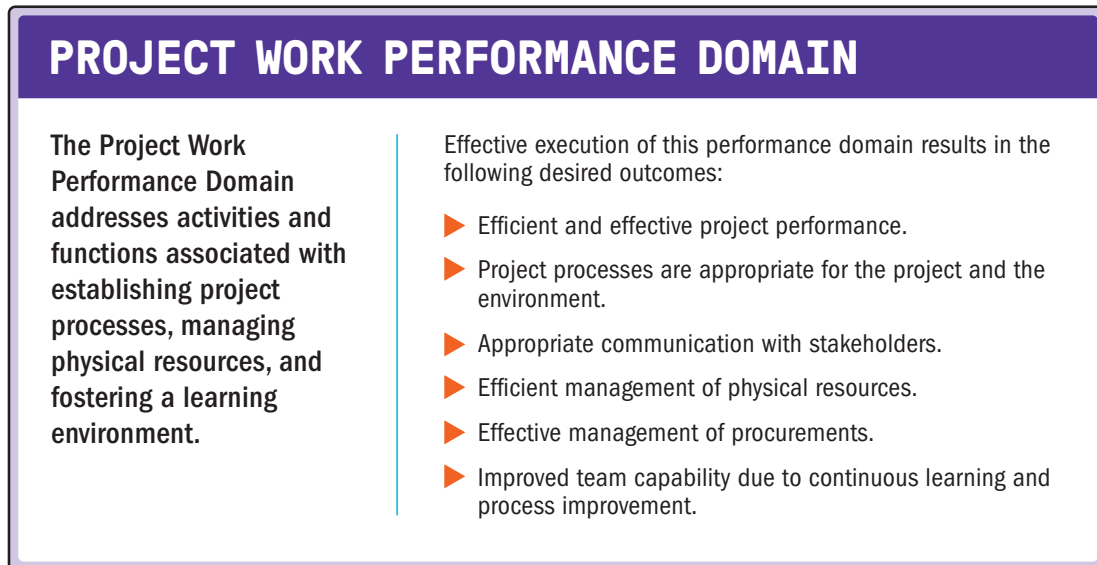 PROJECT WORK PERFORMANCE DOMAIN
The Project Work
Performance Domain
addresses activities and
functions associated with
establishing project
processes, managing
physical resources, and
fostering a learning
environment.
Effective execution of this performance domain results in the
following desired outcomes:
Efficient and effective project performance.
Project processes are appropriate for the project and the
environment.
Appropriate communication with stakeholders.
Efficient management of physical resources.
Effective management of procurements.
Improved team capability due to continuous learning and
process improvement.